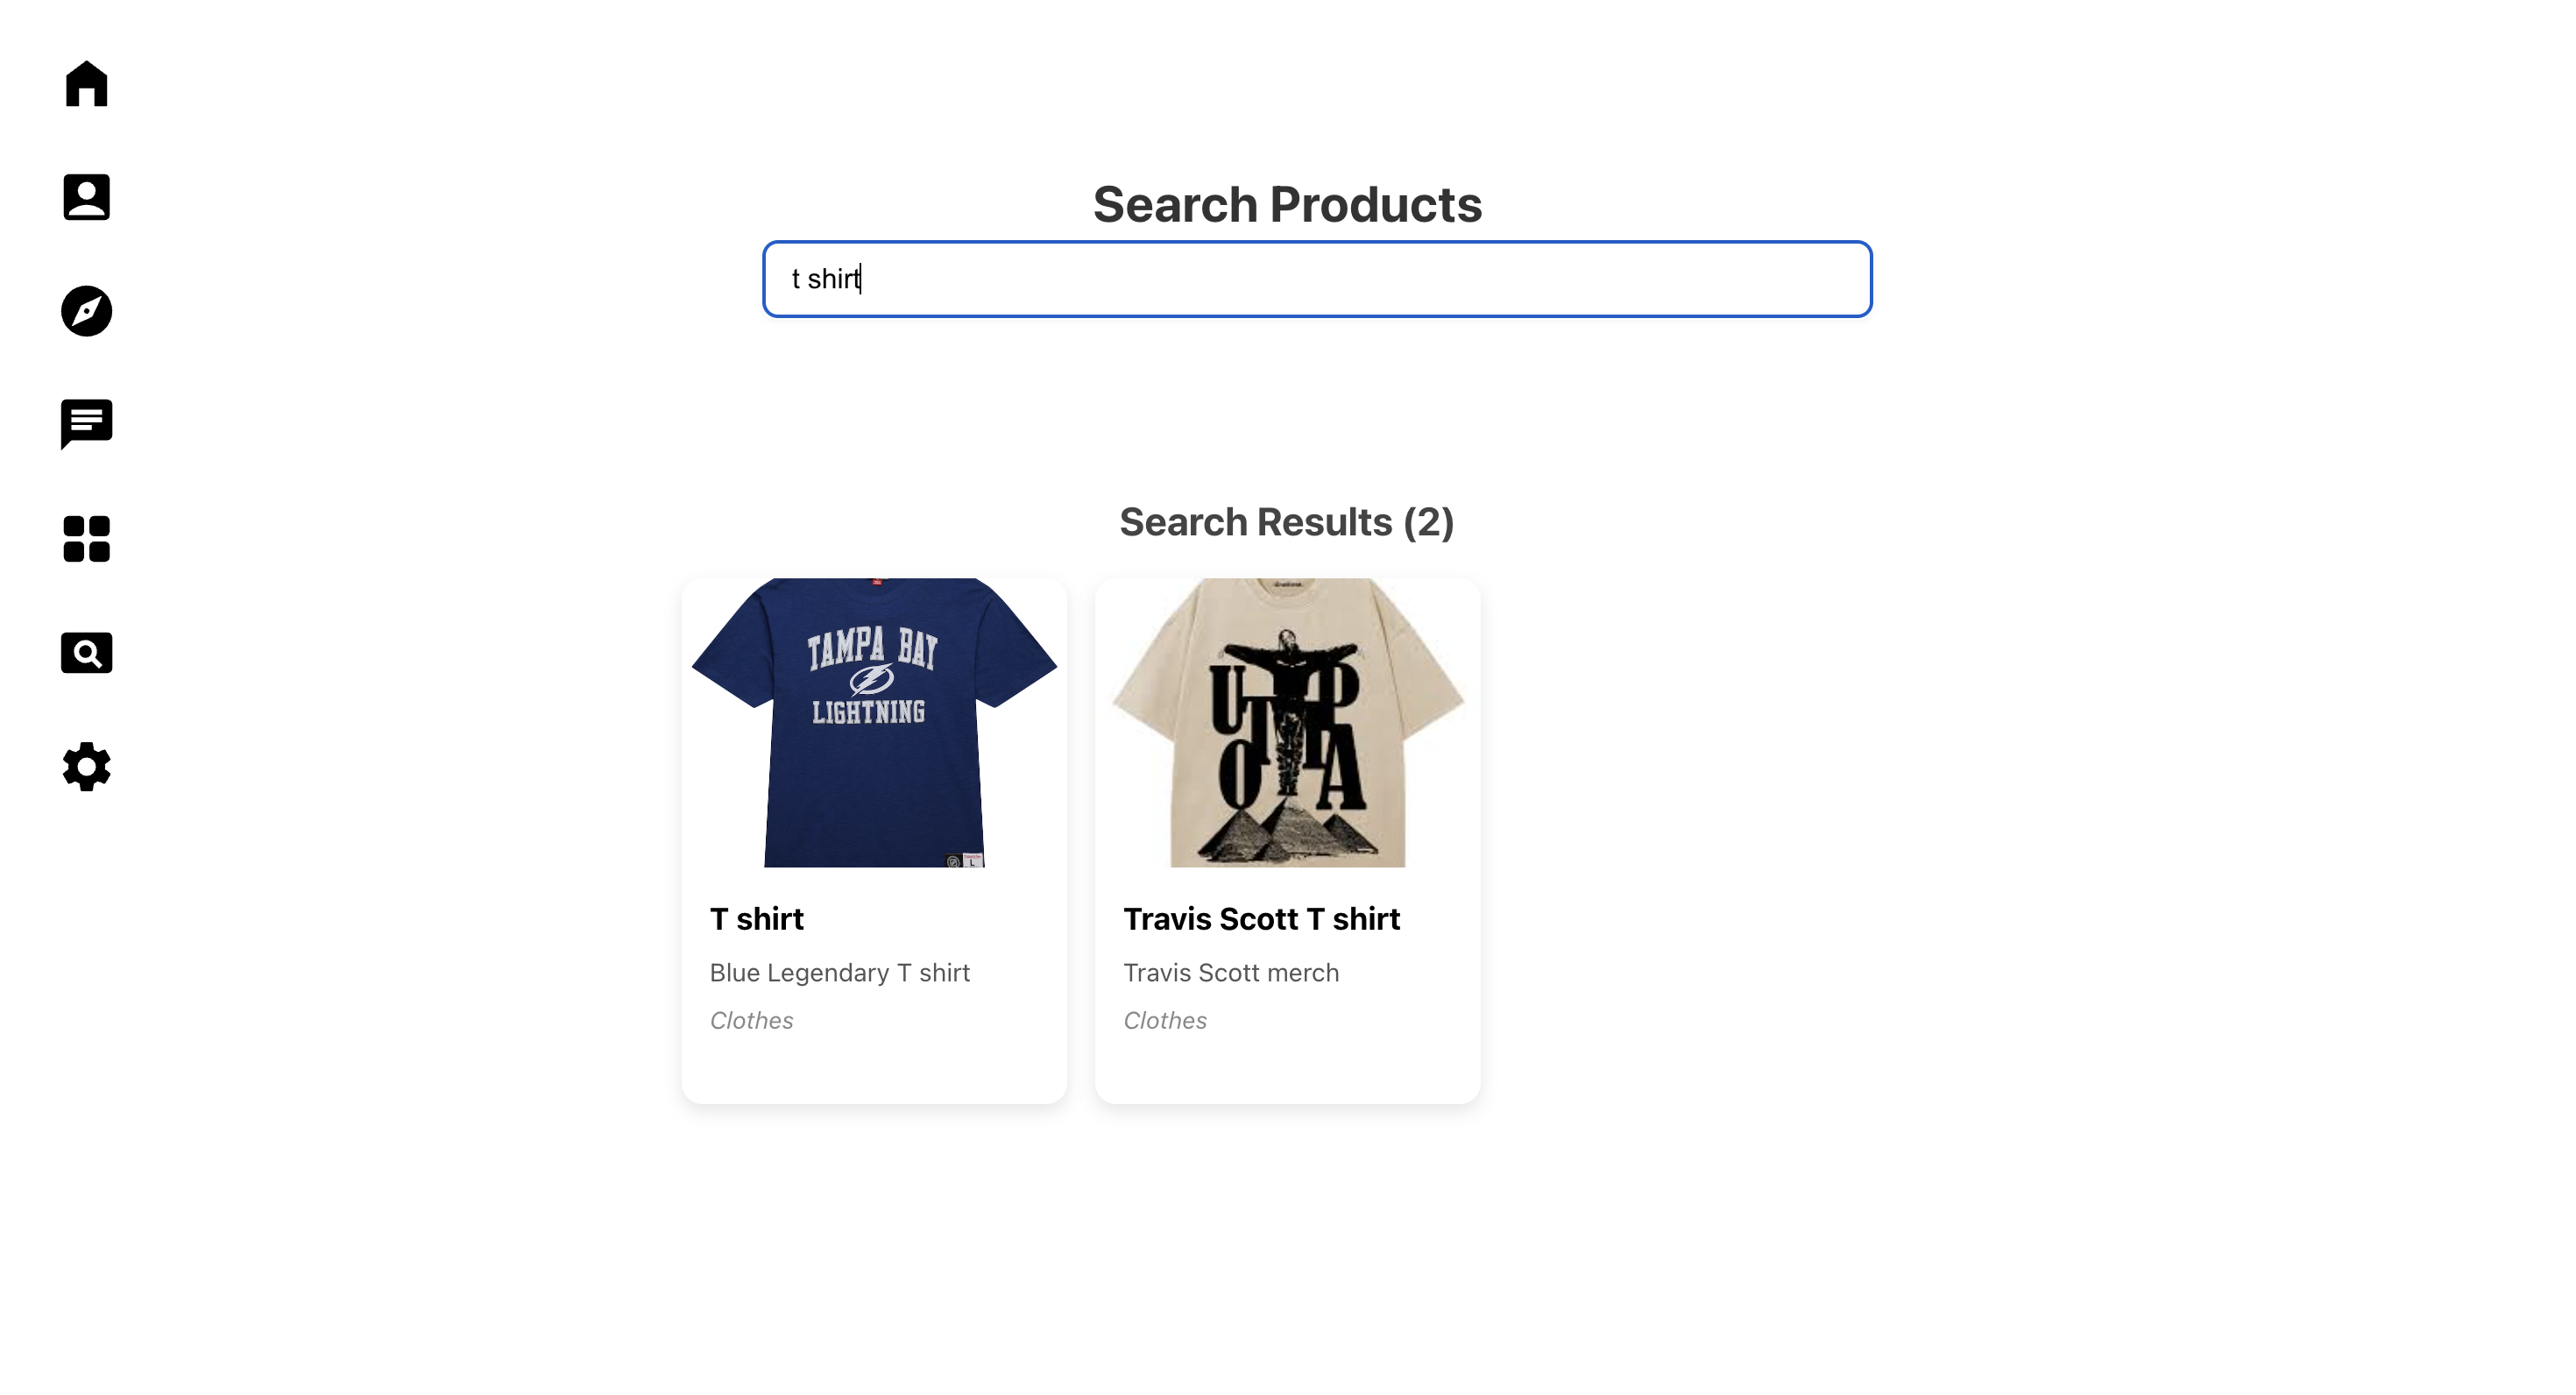 Search Products
t shirt
Search Results (2)
TAMPA BAY
LIGHTNING
L
UTOPIA
T shirt
Blue Legendary T shirt
Clothes
Travis Scott T shirt
Travis Scott merch
Clothes